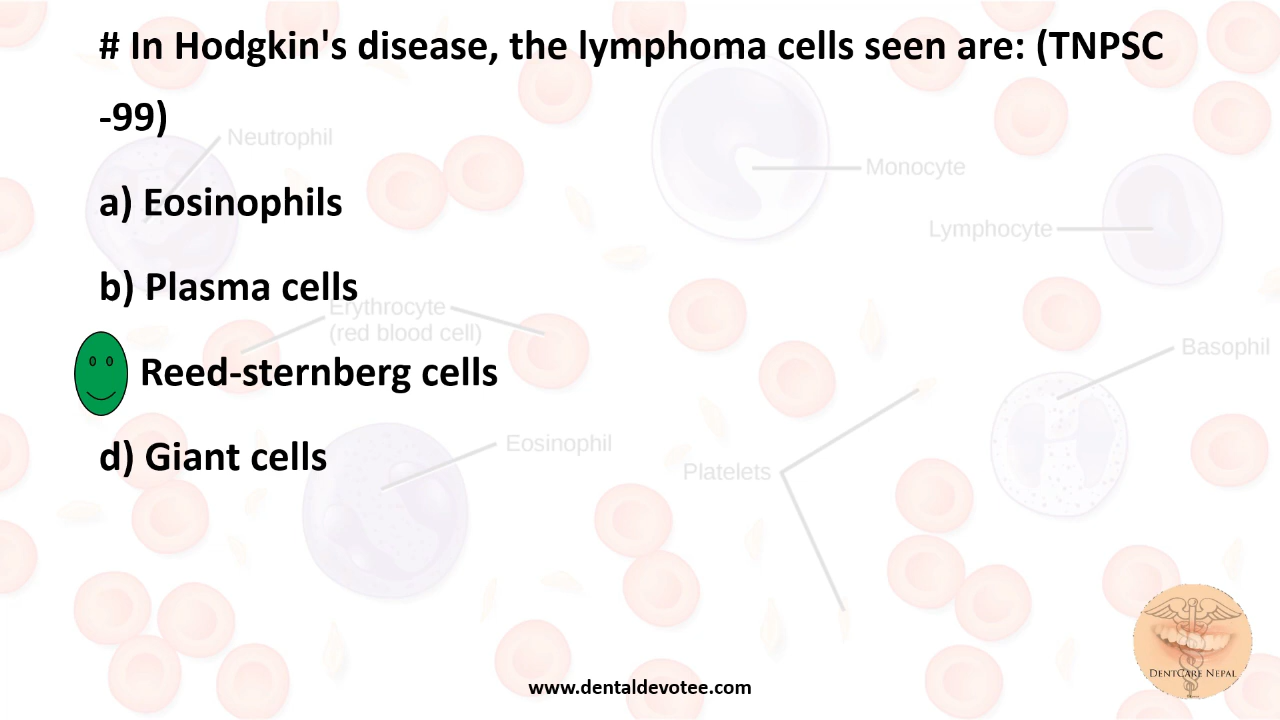 # In Hodgkin's disease, the lymphoma cells seen are: (TNPSC
-99)
Neutrophil
Monocyte
a) Eosinophils
Lymphocyte
b) Plasma cells
Erythrocyte
(red blood cell)
Basophil
Reed-sternberg cells
Eosinophil
d) Giant cells
Platelets
DENTCARE NEPAL
www.dentaldevotee.com